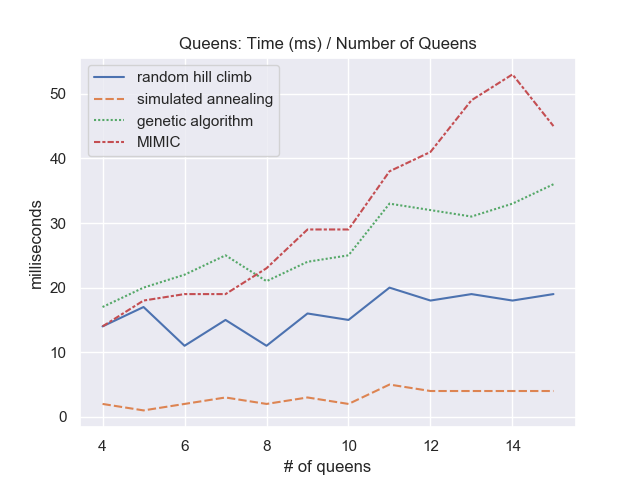 Queens: Time (ms) / Number of Queens
random hill climb
simulated annealing
genetic algorithm
MIMIC
milliseconds
50
40
30
20
10
0
4 6 8 10 12 14
# of queens